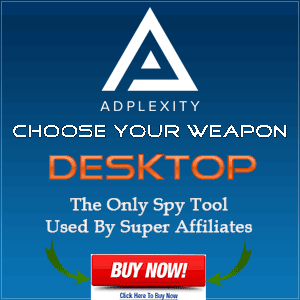 ADPLEXITY
CHOOSE YOUR WEAPON
DESKTOP
The Only Spy Tool
Used By Super Affiliates
BUY NOW!
Click Here To Buy Now